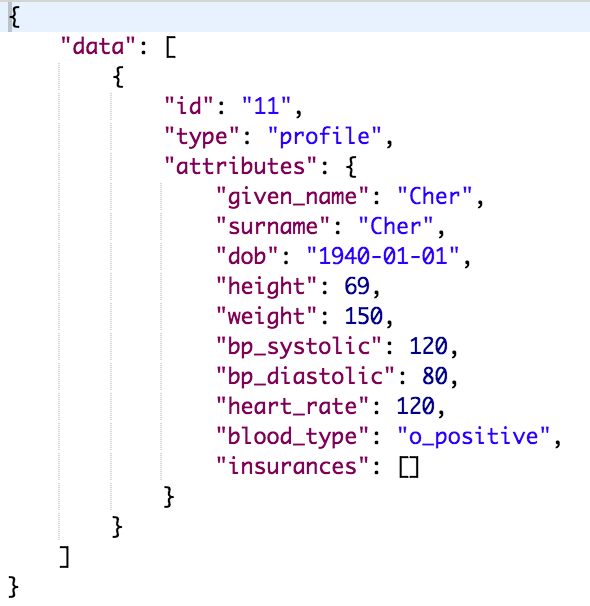 {
    "data": [
        {
            "id": "11",
            "type": "profile",
            "attributes": {
                "given_name": "Cher",
                "surname": "Cher",
                "dob": "1940-01-01",
                "height": 69,
                "weight": 150,
                "bp_systolic": 120,
                "bp_diastolic": 80,
                "heart_rate": 120,
                "blood_type": "o_positive",
                "insurances": []
            }
        }
    ]
}